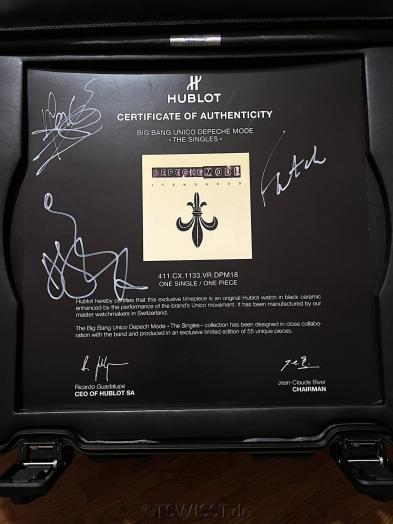 HUBLOT
CERTIFICATE OF AUTHENTICITY
BIG BANG UNICO DEPECHE MODE
- THE SINGLES -
DEPECHE MODE
411.CX.1133.VR.DPM18
ONE SINGLE / ONE PIECE
Hublot hereby certifies that this exclusive timepiece is an original Hublot watch in black ceramic
enhanced by the performance of the brand's Unico movement. It has been manufactured by our
master watchmakers in Switzerland.
The Big Bang Unico Depech Mode - The Singles - collection has been designed in close collabo-
ration with the band and produced in an exclusive limited edition of 55 unique pieces.
Ricardo Guadalupe
CEO OF HUBLOT SA
Jean-Claude Biver
CHAIRMAN
©TSWISST.de